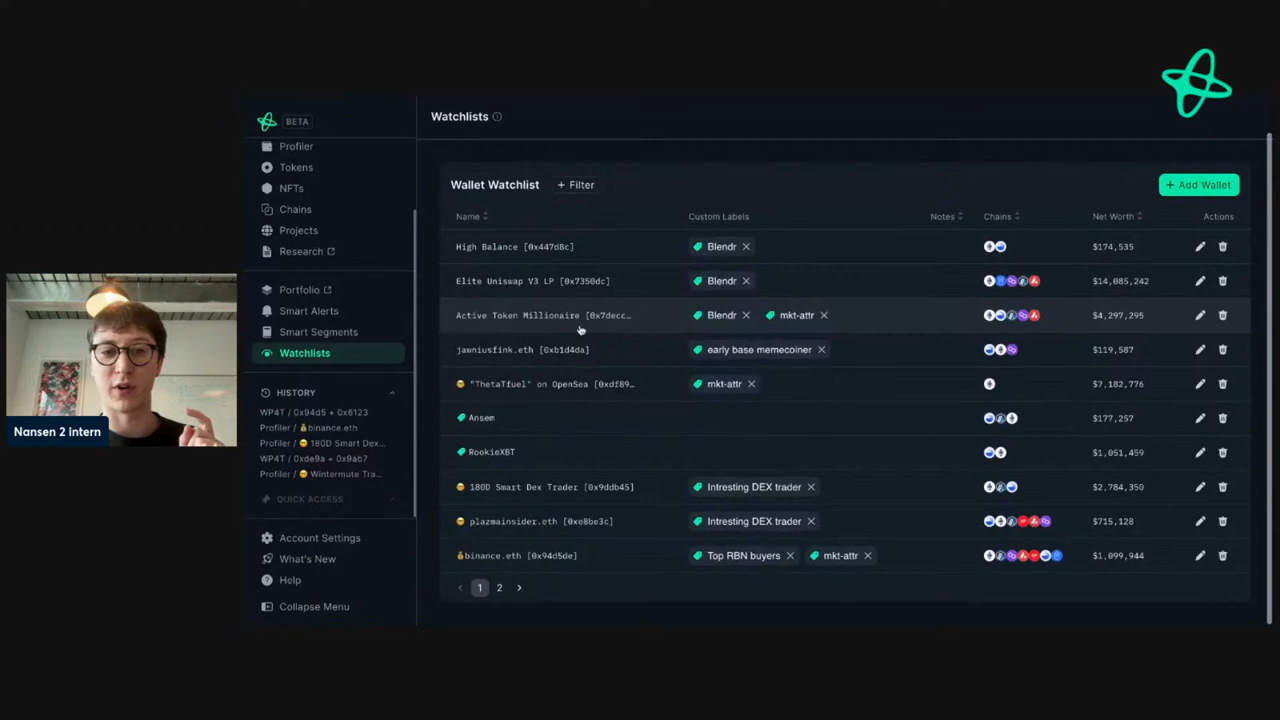 BETA
Profiler
Tokens
NFTs
Chains
Projects
Research
Portfolio
Smart Alerts
Smart Segments
Watchlists
HISTORY
WP4T / 0x94d5 + 0x6123
Profiler / binance.eth
Profiler / 180D Smart Dex...
WP4T / 0xde9a + 0x9ab7
Profiler / Wintermute Tra...
QUICK ACCESS
Account Settings
What's New
Help
Collapse Menu
Watchlists
Wallet Watchlist + Filter + Add Wallet
Name Custom Labels Notes Chains Net Worth Actions
High Balance [0x447d8c] Blendr $174,535
Elite Uniswap V3 LP [0x7350dc] Blendr $14,085,242
Active Token Millionaire [0x7decc… Blendr mkt-attr $4,297,295
jawniusfink.eth [0xb1d4da] early base memecoiner $119,587
"ThetaTfuel" on OpenSea [0xdf89… mkt-attr $7,182,776
Ansem $177,257
RookieXBT $1,051,459
180D Smart Dex Trader [0x9ddb45] Intresting DEX trader $2,784,350
plazmainsider.eth [0xe8be3c] Intresting DEX trader $715,128
binance.eth [0x94d5de] Top RBN buyers mkt-attr $1,099,944
1 2
Nansen 2 Intern